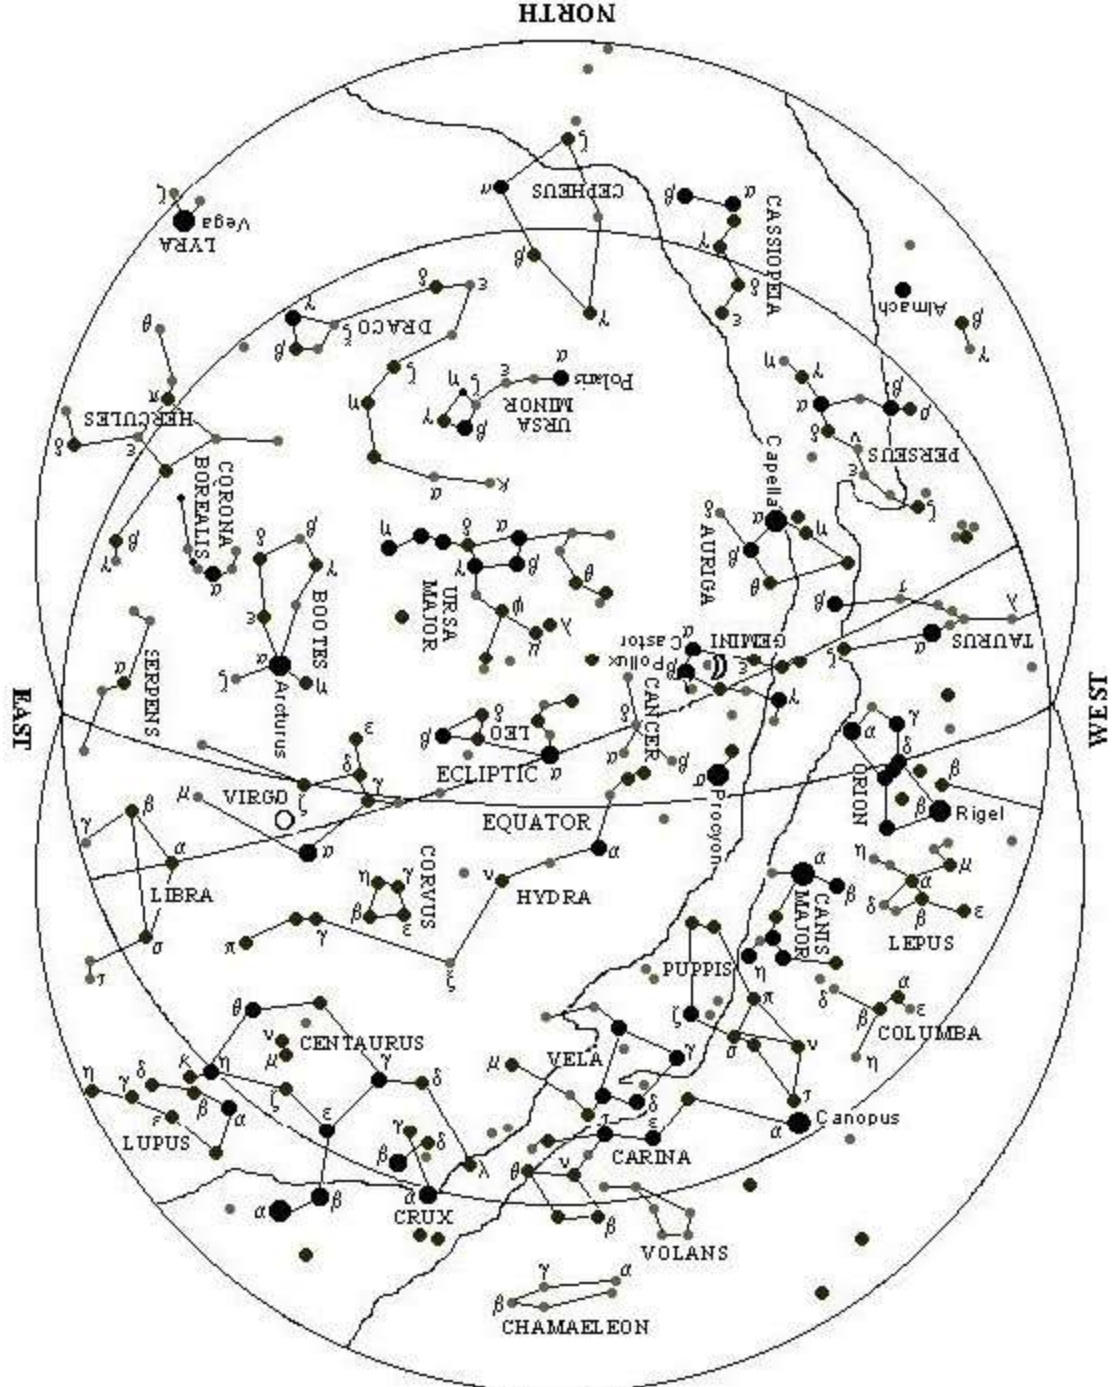 NORTH
ζ
α
CEPHEUS
β
γ
β
α
CASSIOPEIA
γ
δ
ε
ζ
Vega
LYRA
Almach
β
γ
γ
δ
ε
DRACO
ξ
β
ζ
η
α
Polaris
ε
ζ
η
URSA
MINOR
γ
β
κ
α
θ
π
HERCULES
δ
ε
β
γ
η
γ
β
α
ρ
δ
ν
PERSEUS
ε
ζ
CORONA
BOREALIS
α
δ
β
γ
BOOTES
ε
α
ζ
η
Arcturus
η
δ
α
γ
β
URSA
MAJOR
θ
ψ
λ
μ
Capella
α
δ
η
β
θ
AURIGA
β
τ
λ
TAURUS
ζ
α
Castor
GEMINI
β
Pollux
ε
γ
CANCER
δ
α
β
SERPENS
α
EAST
WEST
δ
β
LEO
α
ECLIPTIC
ε
δ
γ
ζ
VIRGO
μ
α
EQUATOR
α
Procyon
γ
α
δ
ORION
β
β
Rigel
β
γ
α
LIBRA
σ
τ
CORVUS
η
γ
β
ε
α
ν
HYDRA
π
γ
ξ
α
β
CANIS
MAJOR
η
η
μ
α
δ
β
ε
LEPUS
PUPPIS
ζ
π
σ
ν
τ
α
δ
ε
β
COLUMBA
η
θ
ν
CENTAURUS
μ
κ
η
γ
δ
ζ
ε
λ
α
β
η
γ
δ
β
α
ε
LUPUS
VELA
μ
γ
δ
γ
δ
β
α
CRUX
α
Canopus
τ
ε
CARINA
θ
ν
β
VOLANS
γ
α
β
CHAMAELEON